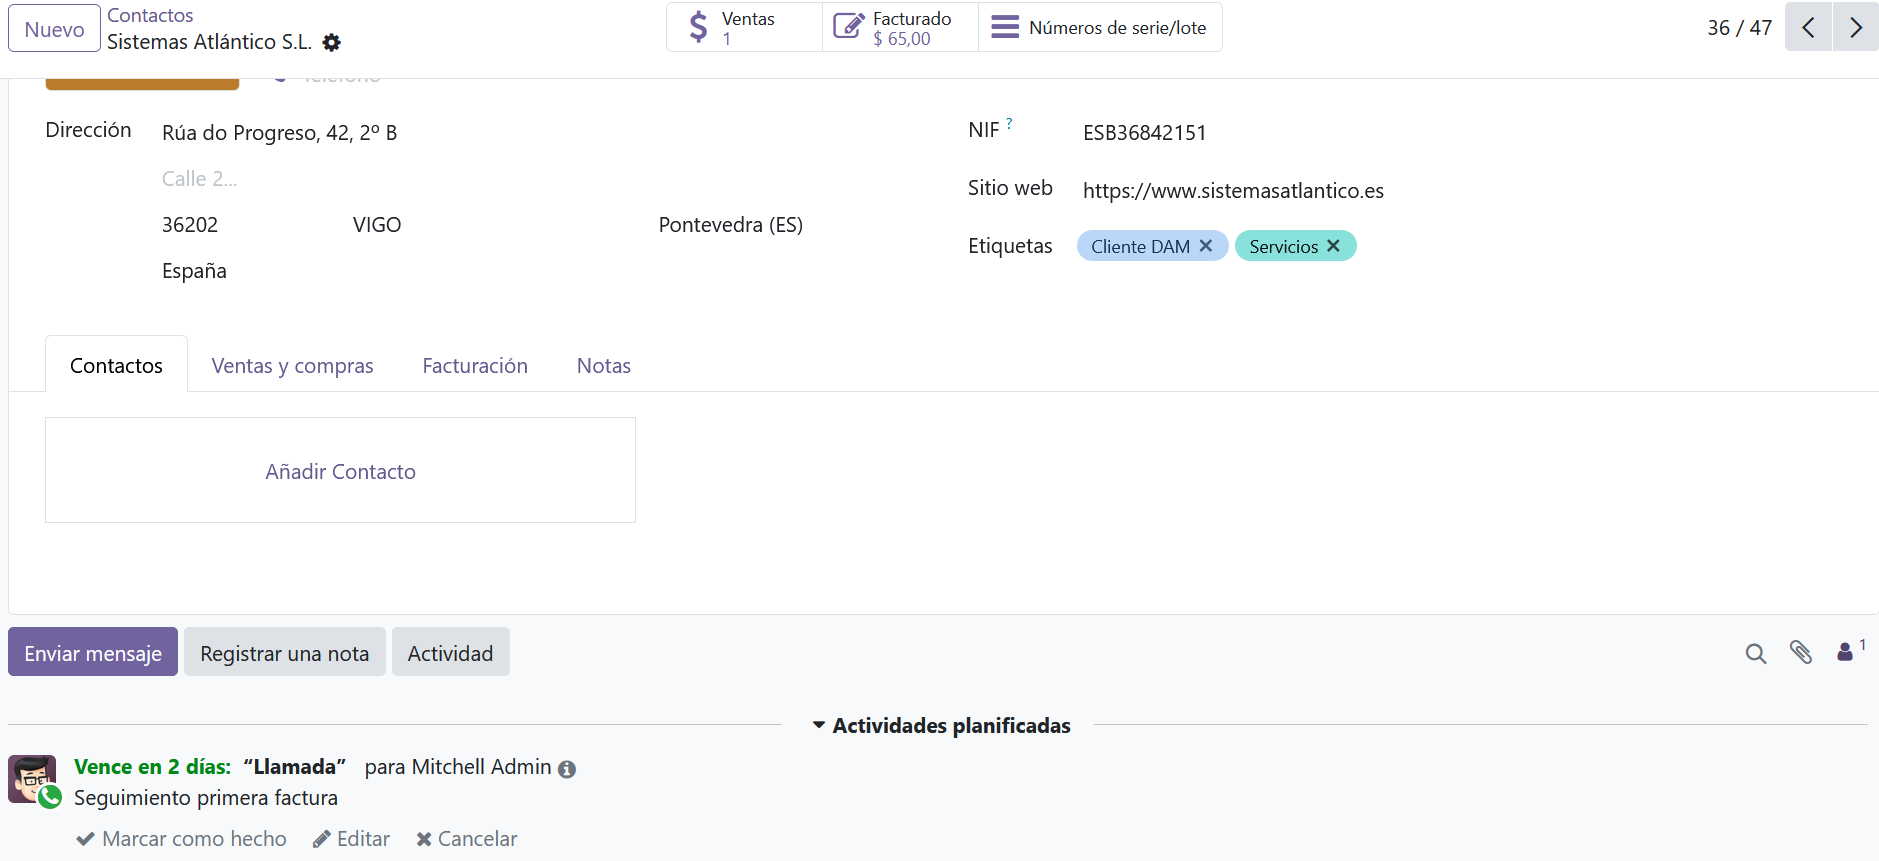 Nuevo
Contactos
Sistemas Atlántico S.L.
Ventas
1
Facturado
$ 65,00
Números de serie/lote
36 / 47
Teléfono
Dirección
Rúa do Progreso, 42, 2º B
Calle 2...
36202 VIGO Pontevedra (ES)
España
NIF ?
ESB36842151
Sitio web
https://www.sistemasatlantico.es
Etiquetas
Cliente DAM
Servicios
Contactos
Ventas y compras
Facturación
Notas
Añadir Contacto
Enviar mensaje
Registrar una nota
Actividad
1
Actividades planificadas
Vence en 2 días: “Llamada” para Mitchell Admin
Seguimiento primera factura
Marcar como hecho
Editar
Cancelar